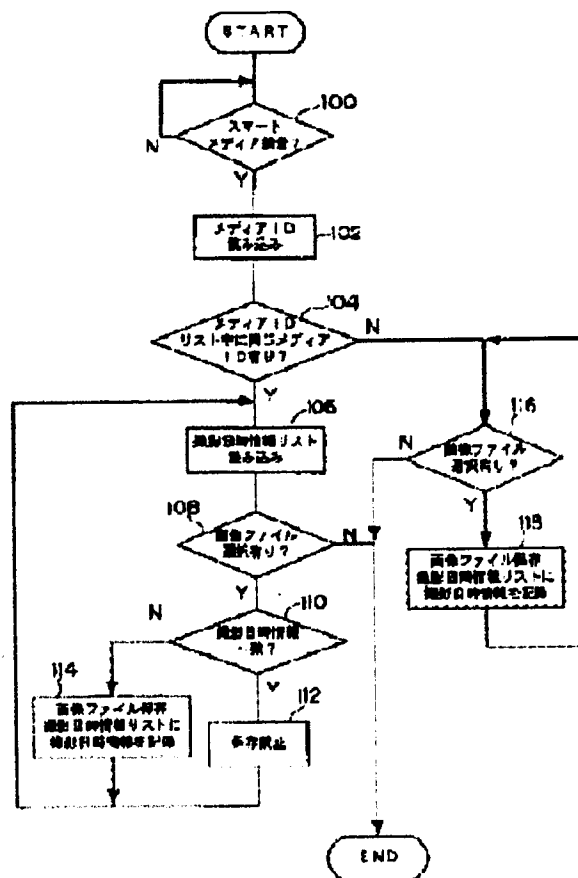 START
100
スマート
メディア装着?
N
Y
メディアID
読み込み
102
104
メディアID
リスト中に同じメディア
ID有り?
N
Y
106
撮影日時情報リスト
読み込み
116
N
画像ファイル
選択有り?
Y
108
画像ファイル
選択有り?
N
Y
118
画像ファイル保存
撮影日時情報リストに
撮影日時情報を記録
110
N
撮影日時情報
一致?
Y
114
画像ファイル保存
撮影日時情報リストに
撮影日時情報を記録
112
保存禁止
END